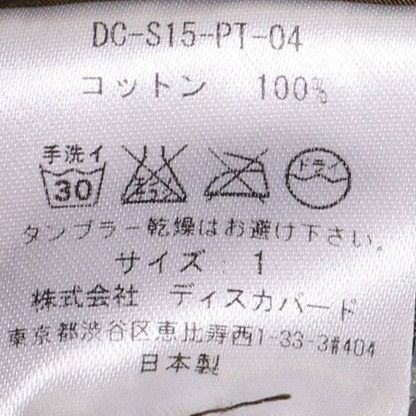 DC-S15-PT-04
コットン 100%
手洗イ
30 エンソ ドライ
タンブラー乾燥はお避け下さい。
サイズ：1
株式会社 ディスカバード
東京都渋谷区恵比寿西1-33-3#404
日本製